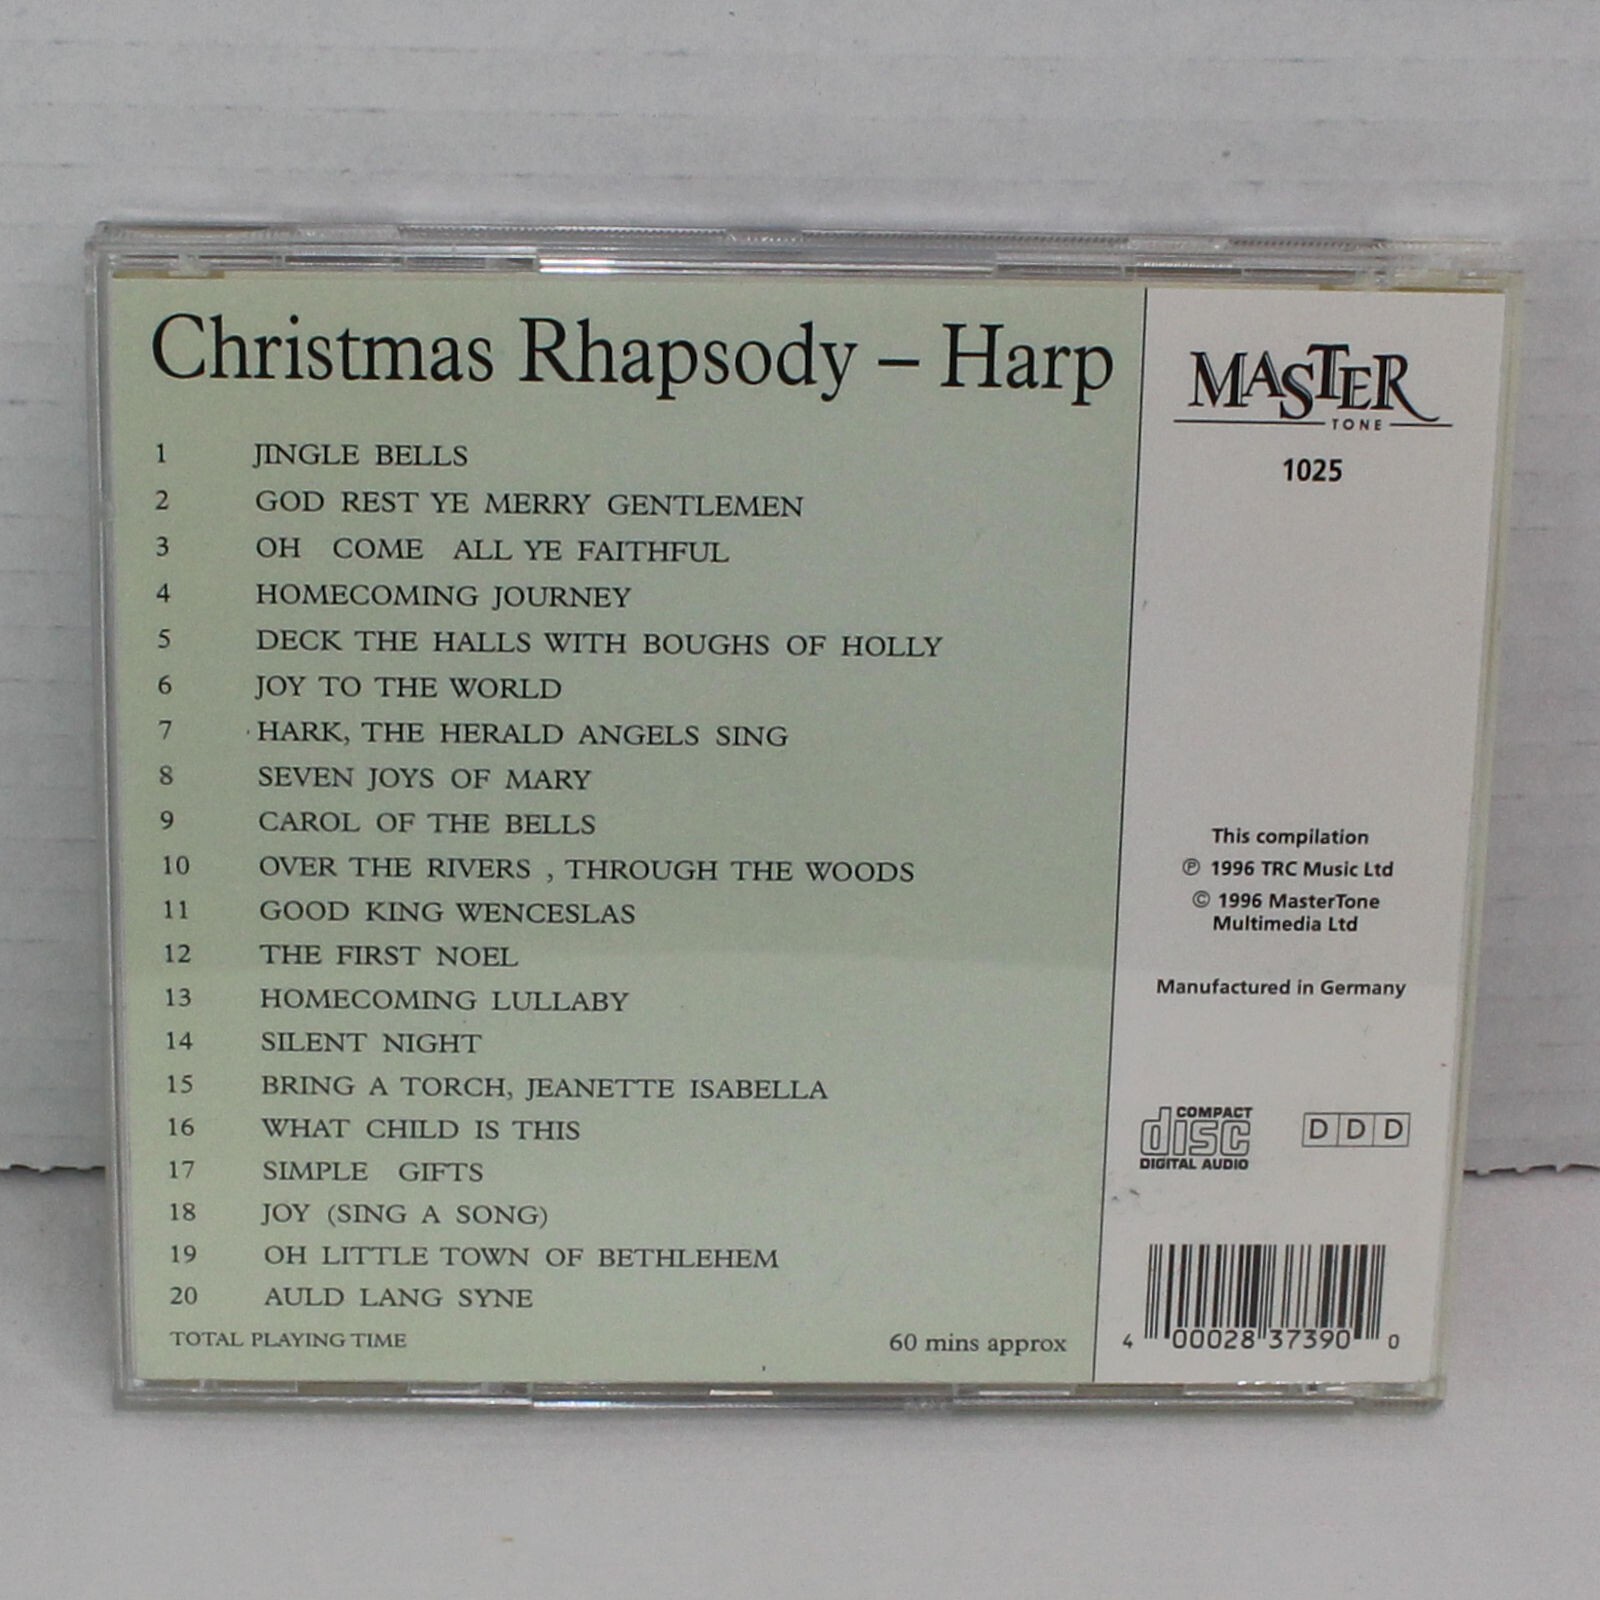 Christmas Rhapsody – Harp
1 JINGLE BELLS
2 GOD REST YE MERRY GENTLEMEN
3 OH COME ALL YE FAITHFUL
4 HOMECOMING JOURNEY
5 DECK THE HALLS WITH BOUGHS OF HOLLY
6 JOY TO THE WORLD
7 HARK, THE HERALD ANGELS SING
8 SEVEN JOYS OF MARY
9 CAROL OF THE BELLS
10 OVER THE RIVERS , THROUGH THE WOODS
11 GOOD KING WENCESLAS
12 THE FIRST NOEL
13 HOMECOMING LULLABY
14 SILENT NIGHT
15 BRING A TORCH, JEANETTE ISABELLA
16 WHAT CHILD IS THIS
17 SIMPLE GIFTS
18 JOY (SING A SONG)
19 OH LITTLE TOWN OF BETHLEHEM
20 AULD LANG SYNE
TOTAL PLAYING TIME 60 mins approx
MASTER
TONE
1025
This compilation
℗ 1996 TRC Music Ltd
© 1996 MasterTone
Multimedia Ltd
Manufactured in Germany
COMPACT
disc
DIGITAL AUDIO
D D D
4 00028 37390 0